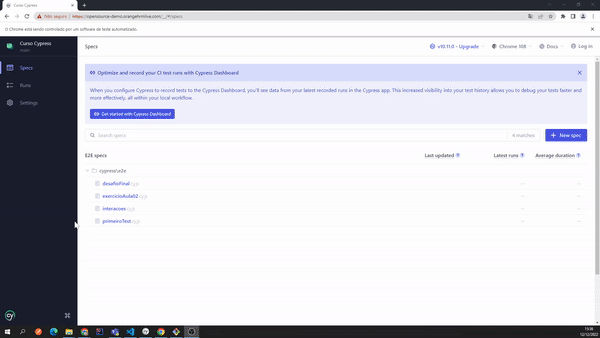 Curso Cypress
Não seguro | https://opensource-demo.orangehrmlive.com/__/#/specs
O Chrome está sendo controlado por um software de teste automatizado.
Curso Cypress
main
Specs
Runs
Settings
Specs
v10.11.0 - Upgrade
Chrome 108
Docs
Log in
Optimize and record your CI test runs with Cypress Dashboard
When you configure Cypress to record tests to the Cypress Dashboard, you'll see data from your latest recorded runs in the Cypress app. This increased visibility into your test history allows you to debug your tests faster and
more effectively, all within your local workflow.
Get started with Cypress Dashboard
Search specs
4 matches
New spec
E2E specs
Last updated
Latest runs
Average duration
cypress\e2e
desafioFinal.cy.js
exercicioAula02.cy.js
interacoes.cy.js
primeiroTest.cy.js
cy
13:36
12/12/2022